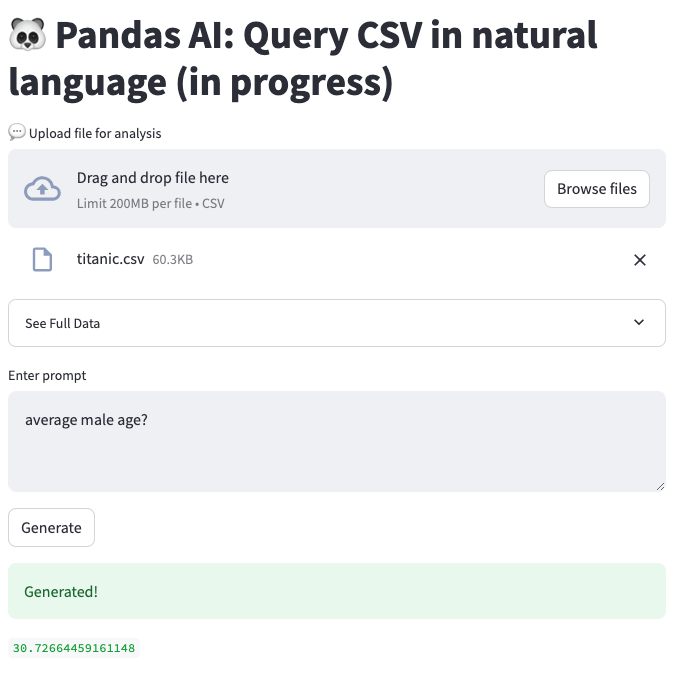 🐼 Pandas AI: Query CSV in natural
language (in progress)
💬 Upload file for analysis
Drag and drop file here
Limit 200MB per file • CSV
Browse files
titanic.csv 60.3KB
See Full Data
Enter prompt
average male age?
Generate
Generated!
30.72664459161148